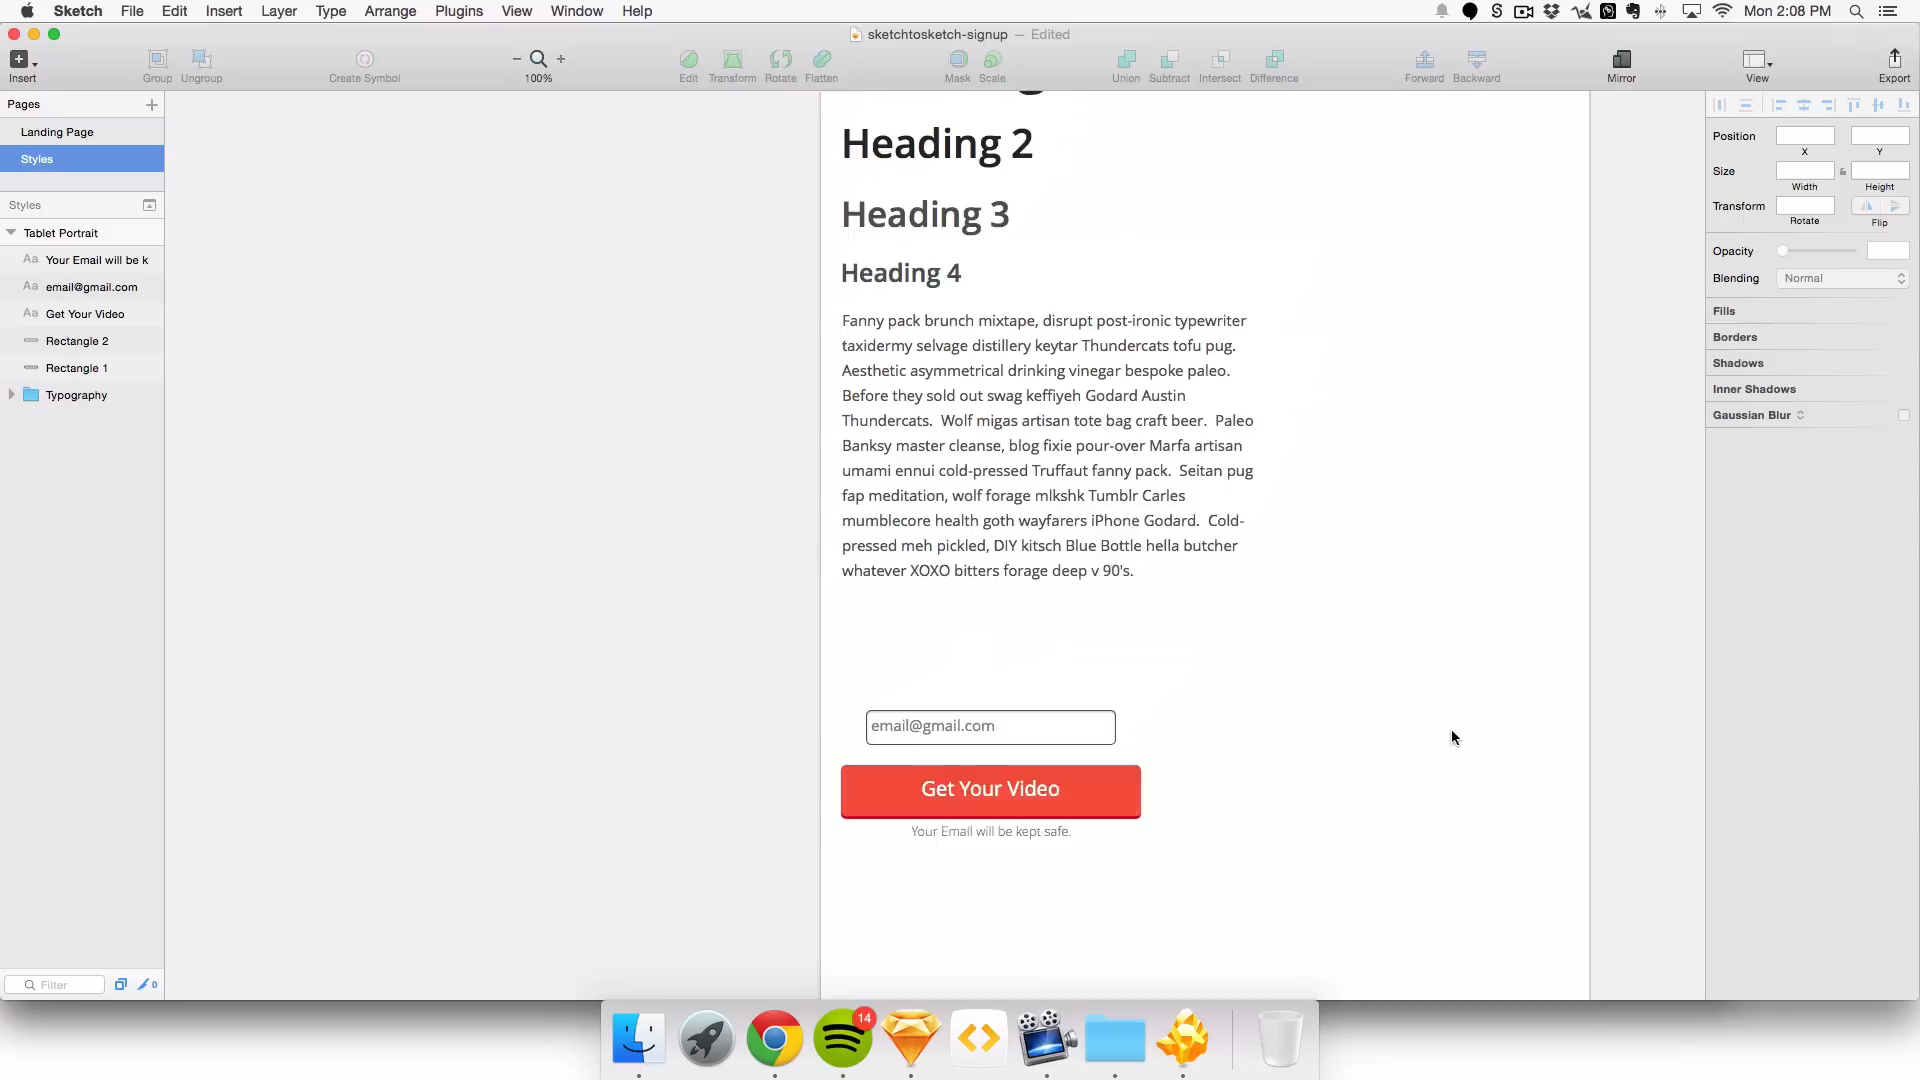 Sketch File Edit Insert Layer Type Arrange Plugins View Window Help Mon 2:08 PM
sketchtosketch-signup — Edited
Insert Group Ungroup Create Symbol 100% Edit Transform Rotate Flatten Mask Scale Union Subtract Intersect Difference Forward Backward Mirror View Export
Pages
Landing Page
Styles
Styles
Tablet Portrait
Aa Your Email will be k
Aa email@gmail.com
Aa Get Your Video
Rectangle 2
Rectangle 1
Typography
Filter
0
Heading 2
Heading 3
Heading 4
Fanny pack brunch mixtape, disrupt post-ironic typewriter
taxidermy selvage distillery keytar Thundercats tofu pug.
Aesthetic asymmetrical drinking vinegar bespoke paleo.
Before they sold out swag keffiyeh Godard Austin
Thundercats.  Wolf migas artisan tote bag craft beer.  Paleo
Banksy master cleanse, blog fixie pour-over Marfa artisan
umami ennui cold-pressed Truffaut fanny pack.  Seitan pug
fap meditation, wolf forage mlkshk Tumblr Carles
mumblecore health goth wayfarers iPhone Godard.  Cold-
pressed meh pickled, DIY kitsch Blue Bottle hella butcher
whatever XOXO bitters forage deep v 90's.
email@gmail.com
Get Your Video
Your Email will be kept safe.
Position
X Y
Size
Width Height
Transform
Rotate Flip
Opacity
Blending Normal
Fills
Borders
Shadows
Inner Shadows
Gaussian Blur
14